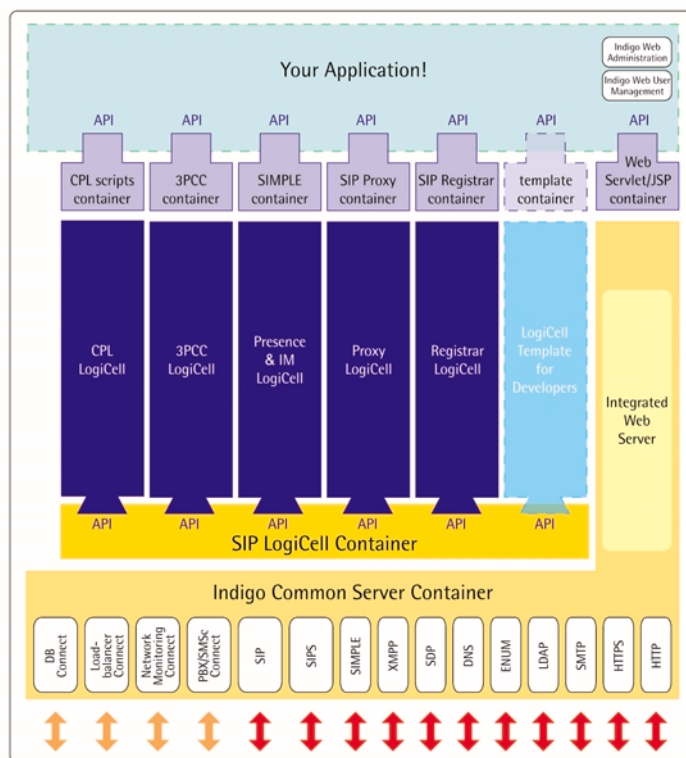 Your Application!
Indigo Web
Administration
Indigo Web User
Management
API
API
API
API
API
API
API
CPL scripts
container
3PCC
container
SIMPLE
container
SIP Proxy
container
SIP Registrar
container
template
container
Web
Servlet/JSP
container
CPL
LogiCell
3PCC
LogiCell
Presence
& IM
LogiCell
Proxy
LogiCell
Registrar
LogiCell
LogiCell
Template
for
Developers
Integrated
Web
Server
API
API
API
API
API
API
SIP LogiCell Container
Indigo Common Server Container
DB
Connect
Load-
balancer
Connect
Network
Monitoring
Connect
PBX/SMSc
Connect
SIP
SIPS
SIMPLE
XMPP
SDP
DNS
ENUM
LDAP
SMTP
HTTPS
HTTP